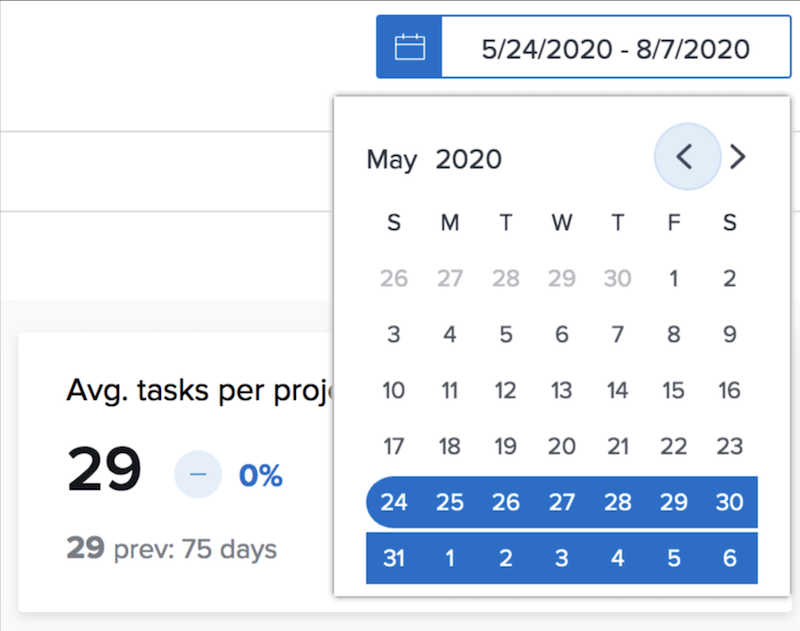 5/24/2020 - 8/7/2020
May 2020
S M T W T F S
26 27 28 29 30 1 2
3 4 5 6 7 8 9
10 11 12 13 14 15 16
17 18 19 20 21 22 23
24 25 26 27 28 29 30
31 1 2 3 4 5 6
Avg. tasks per proj
29 – 0%
29 prev: 75 days